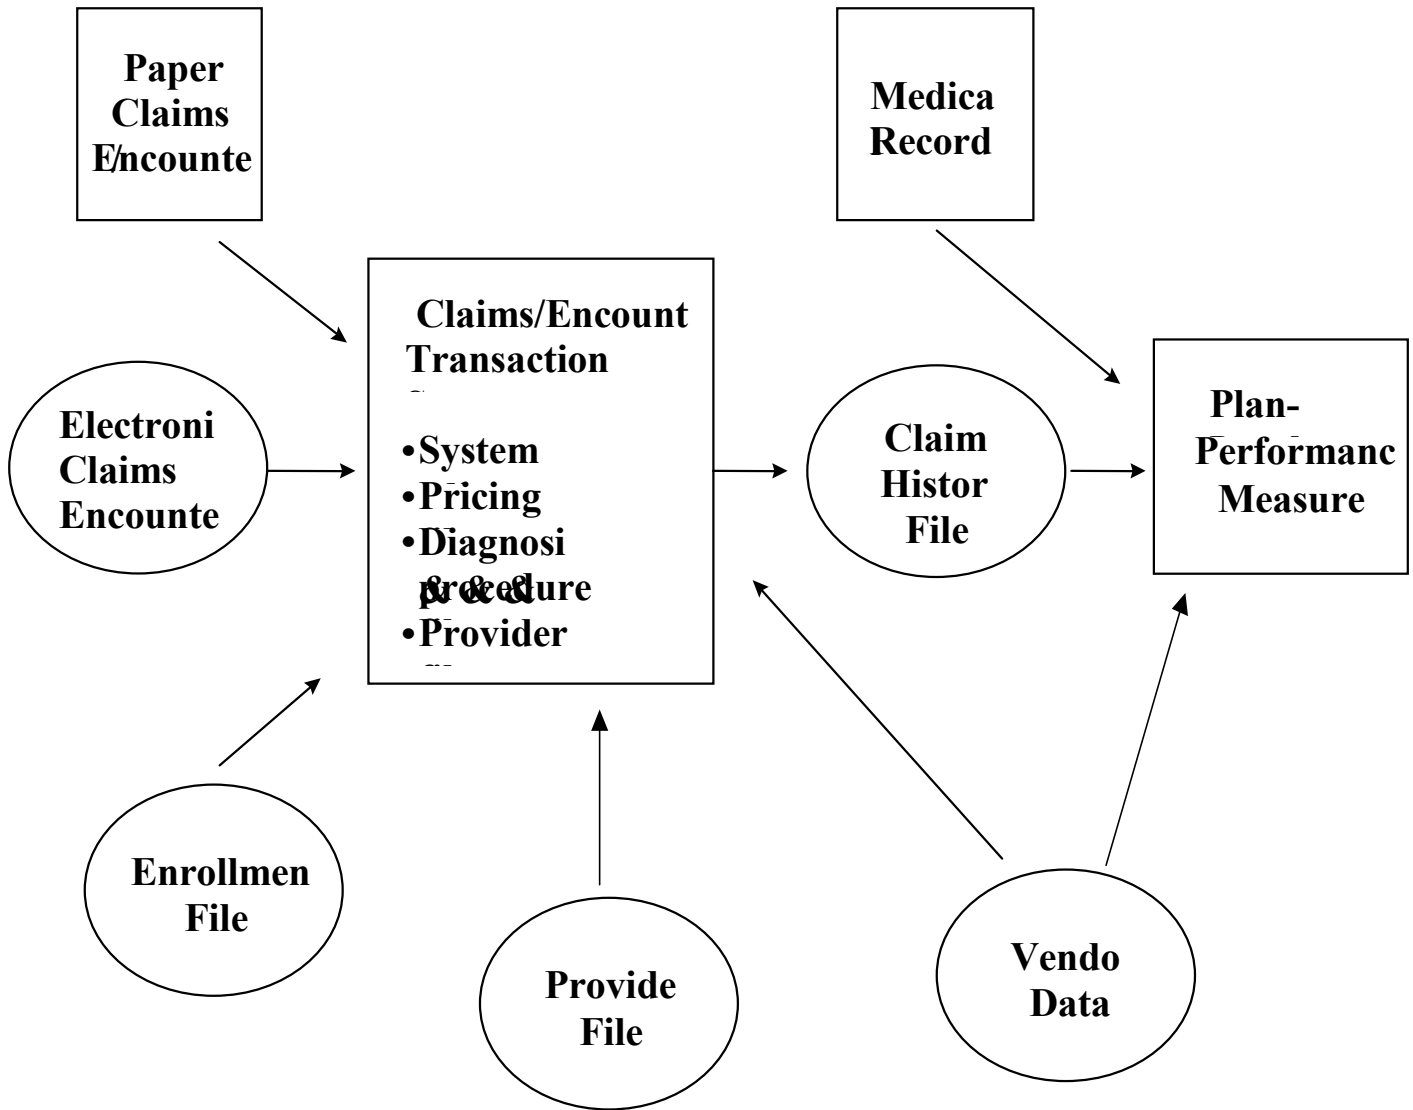 Paper
Claims
E/ncounte
Medica
Record
Claims/Encount
Transaction
•System
•Pricing
•Diagnosi
procedure
& & &
•Provider
Electroni
Claims
Encounte
Claim
Histor
File
Plan-
Performanc
Measure
Enrollmen
File
Provide
File
Vendo
Data